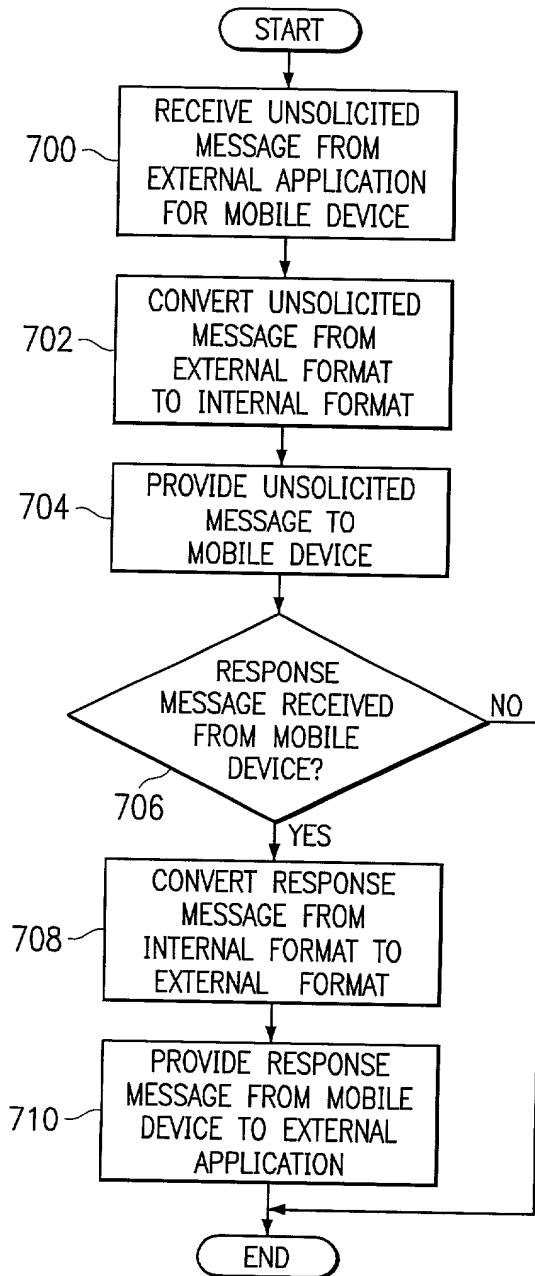 START
700
RECEIVE UNSOLICITED
MESSAGE FROM
EXTERNAL APPLICATION
FOR MOBILE DEVICE
702
CONVERT UNSOLICITED
MESSAGE FROM
EXTERNAL FORMAT
TO INTERNAL FORMAT
704
PROVIDE UNSOLICITED
MESSAGE TO
MOBILE DEVICE
RESPONSE
MESSAGE RECEIVED
FROM MOBILE
DEVICE?
NO
706
YES
708
CONVERT RESPONSE
MESSAGE FROM
INTERNAL FORMAT TO
EXTERNAL FORMAT
710
PROVIDE RESPONSE
MESSAGE FROM MOBILE
DEVICE TO EXTERNAL
APPLICATION
END